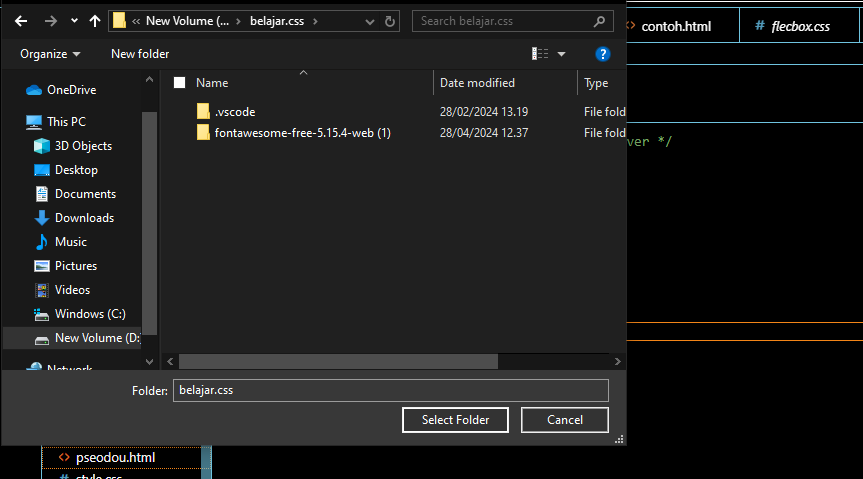 New Volume (... belajar.css
Search belajar.css
contoh.html
flecbox.css
Organize
New folder
Name
Date modified
Type
OneDrive
This PC
3D Objects
Desktop
Documents
Downloads
Music
Pictures
Videos
Windows (C:)
New Volume (D:
Network
.vscode 28/02/2024 13.19 File fold
fontawesome-free-5.15.4-web (1) 28/04/2024 12.37 File fold
ver */
Folder: belajar.css
Select Folder
Cancel
pseodou.html
style.css